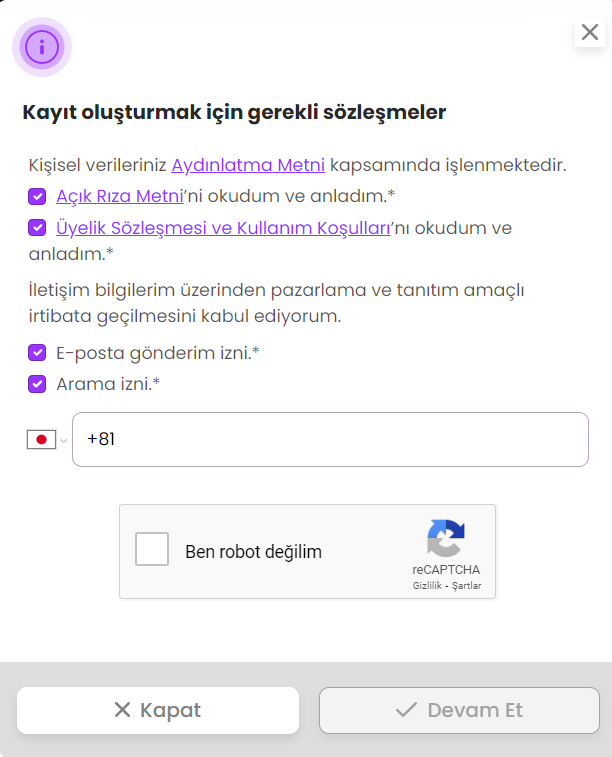 Kayıt oluşturmak için gerekli sözleşmeler
Kişisel verileriniz Aydınlatma Metni kapsamında işlenmektedir.
Açık Rıza Metni’ni okudum ve anladım.*
Üyelik Sözleşmesi ve Kullanım Koşulları’nı okudum ve
anladım.*
İletişim bilgilerim üzerinden pazarlama ve tanıtım amaçlı
irtibata geçilmesini kabul ediyorum.
E-posta gönderim izni.*
Arama izni.*
+81
Ben robot değilim
reCAPTCHA
Gizlilik - Şartlar
Kapat
Devam Et